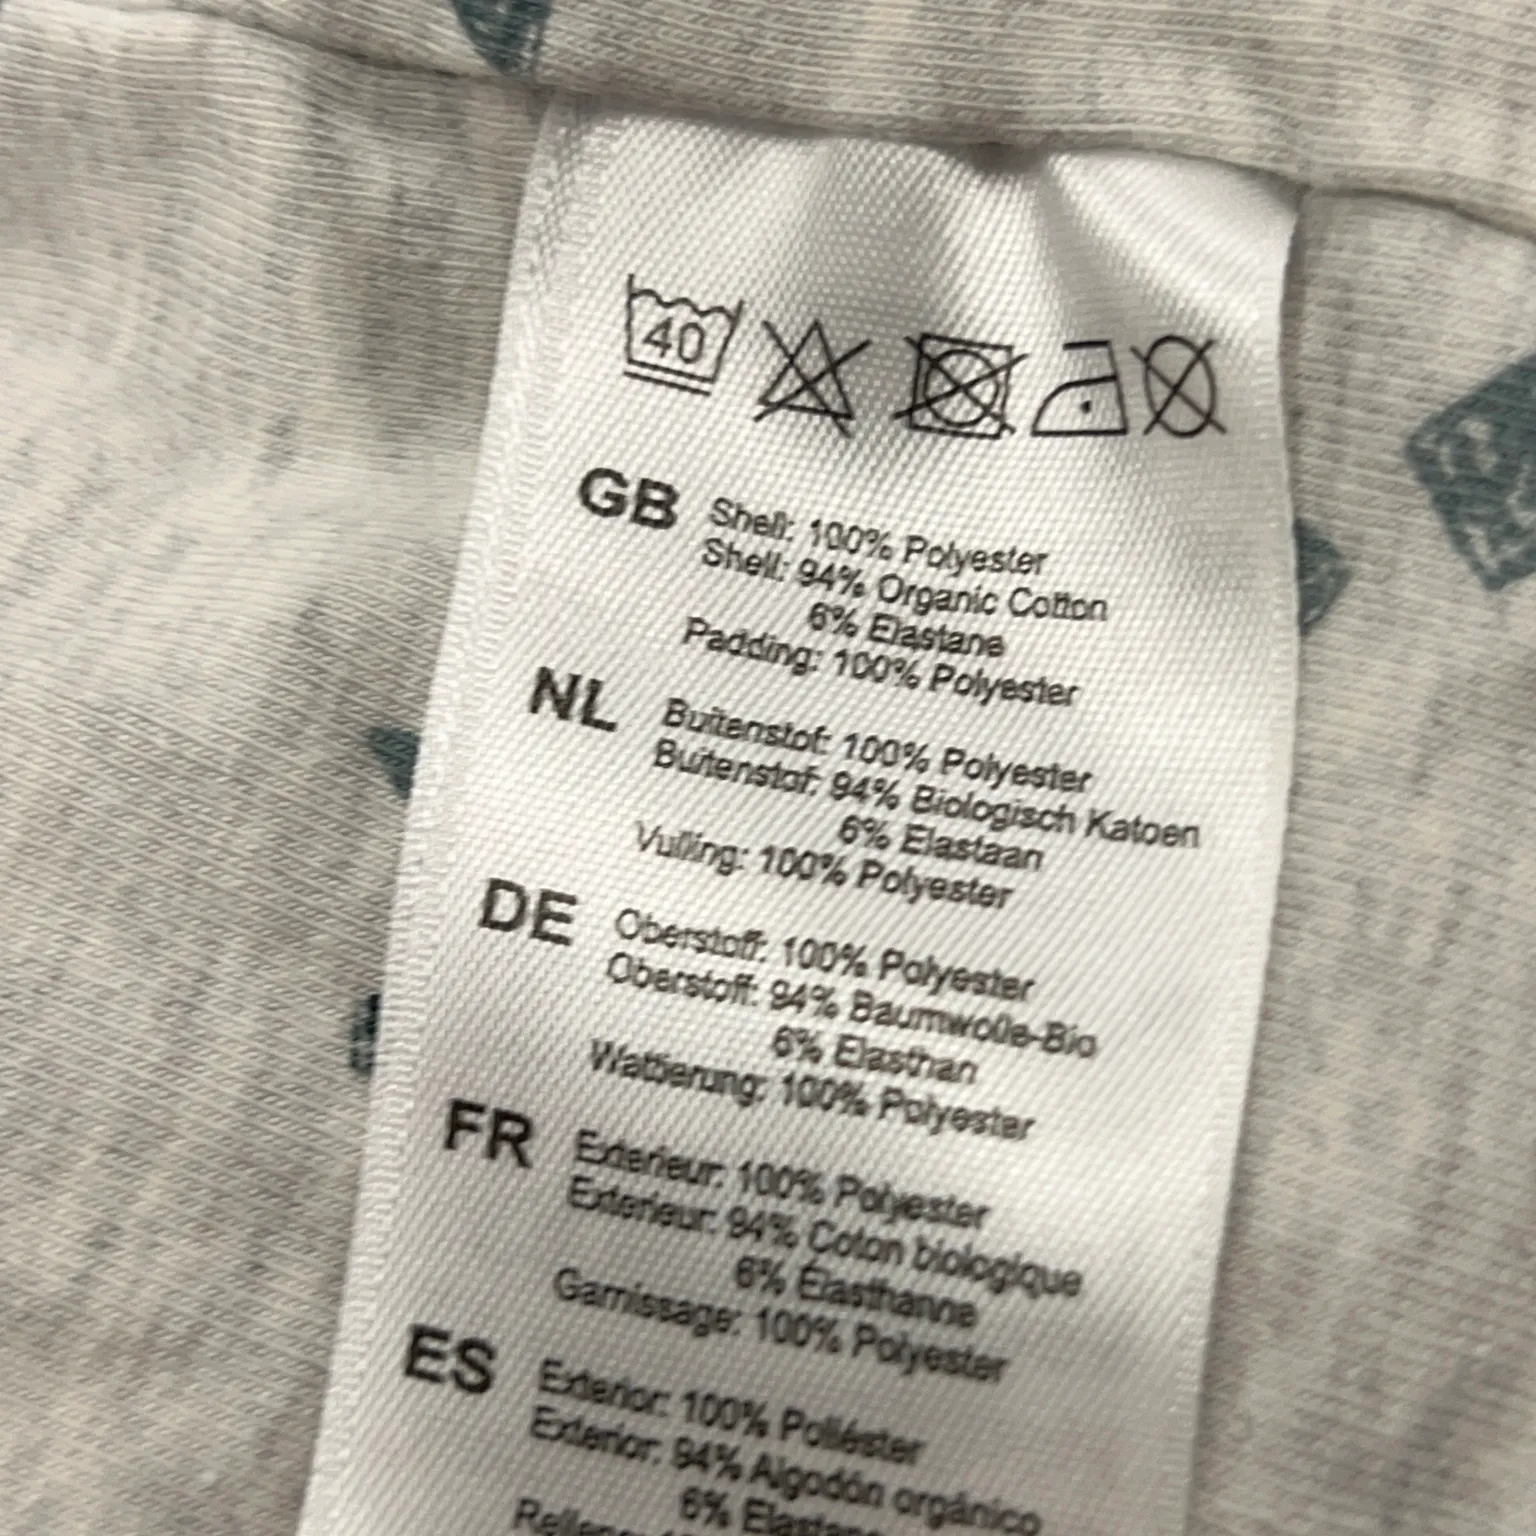 40
GB Shell: 100% Polyester
Shell: 94% Organic Cotton
6% Elastane
Padding: 100% Polyester
NL Buitenstof: 100% Polyester
Buitenstof: 94% Biologisch Katoen
6% Elastaan
Vulling: 100% Polyester
DE Oberstoff: 100% Polyester
Oberstoff: 94% Baumwolle-Bio
6% Elasthan
Wattierung: 100% Polyester
FR Exterieur: 100% Polyester
Exterieur: 94% Coton biologique
6% Élasthanne
Garnissage: 100% Polyester
ES Exterior: 100% Poliéster
Exterior: 94% Algodón orgánico
6% Elastano